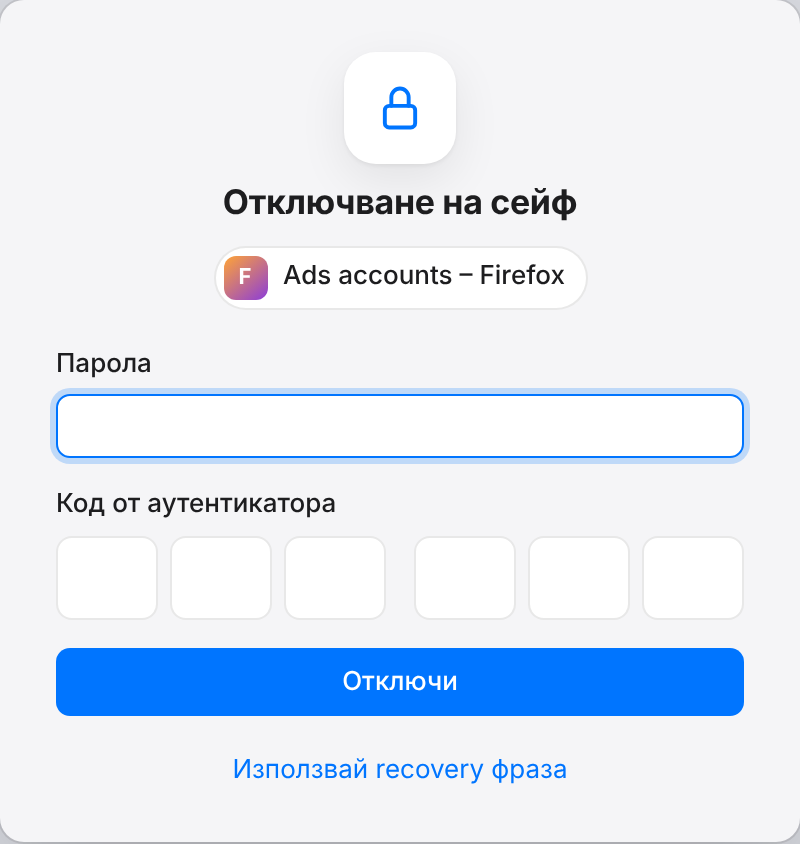 Отключване на сейф
F Ads accounts – Firefox
Парола
Код от аутентикатора
Отключи
Използвай recovery фраза